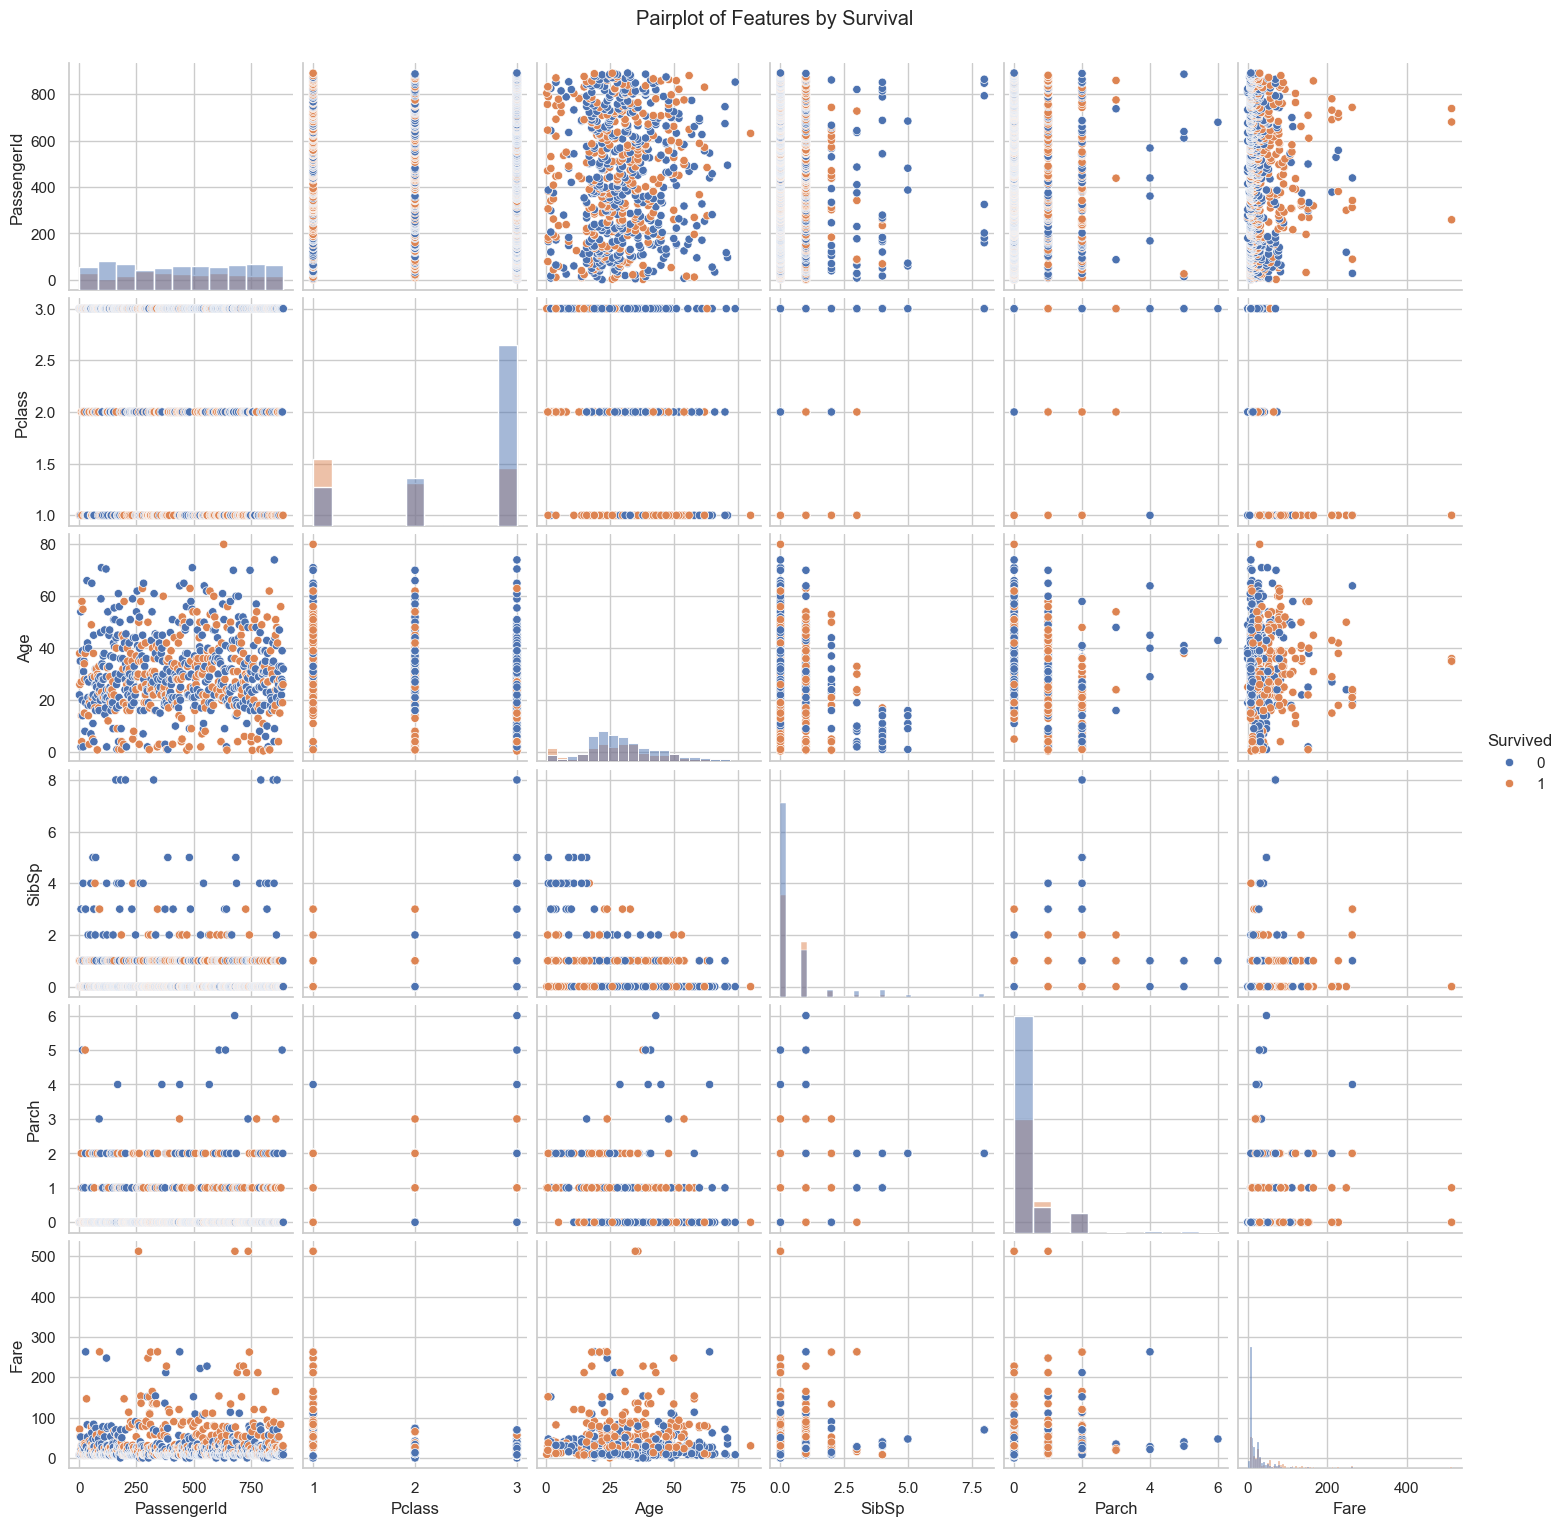 Pairplot of Features by Survival
800
600
400
200
0
PassengerId
3.0
2.5
2.0
1.5
1.0
Pclass
80
60
40
20
0
Age
Survived
0
1
8
6
4
2
0
SibSp
6
5
4
3
2
1
0
Parch
500
400
300
200
100
0
Fare
0 250 500 750
1 2 3
0 25 50 75
0.0 2.5 5.0 7.5
0 2 4 6
0 200 400
PassengerId
Pclass
Age
SibSp
Parch
Fare